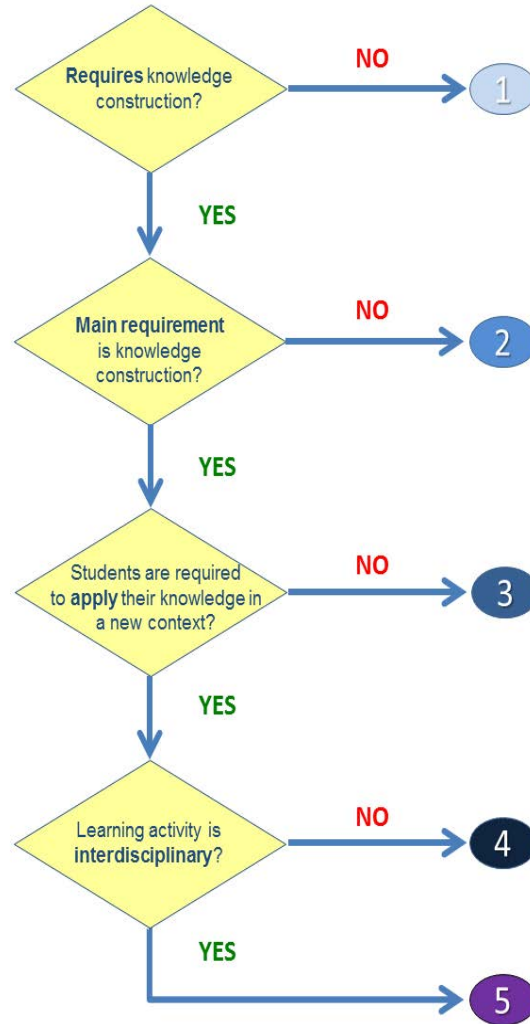 Requires knowledge
construction?
NO
1
YES
Main requirement
is knowledge
construction?
NO
2
YES
Students are required
to apply their knowledge in
a new context?
NO
3
YES
Learning activity is
interdisciplinary?
NO
4
YES
5